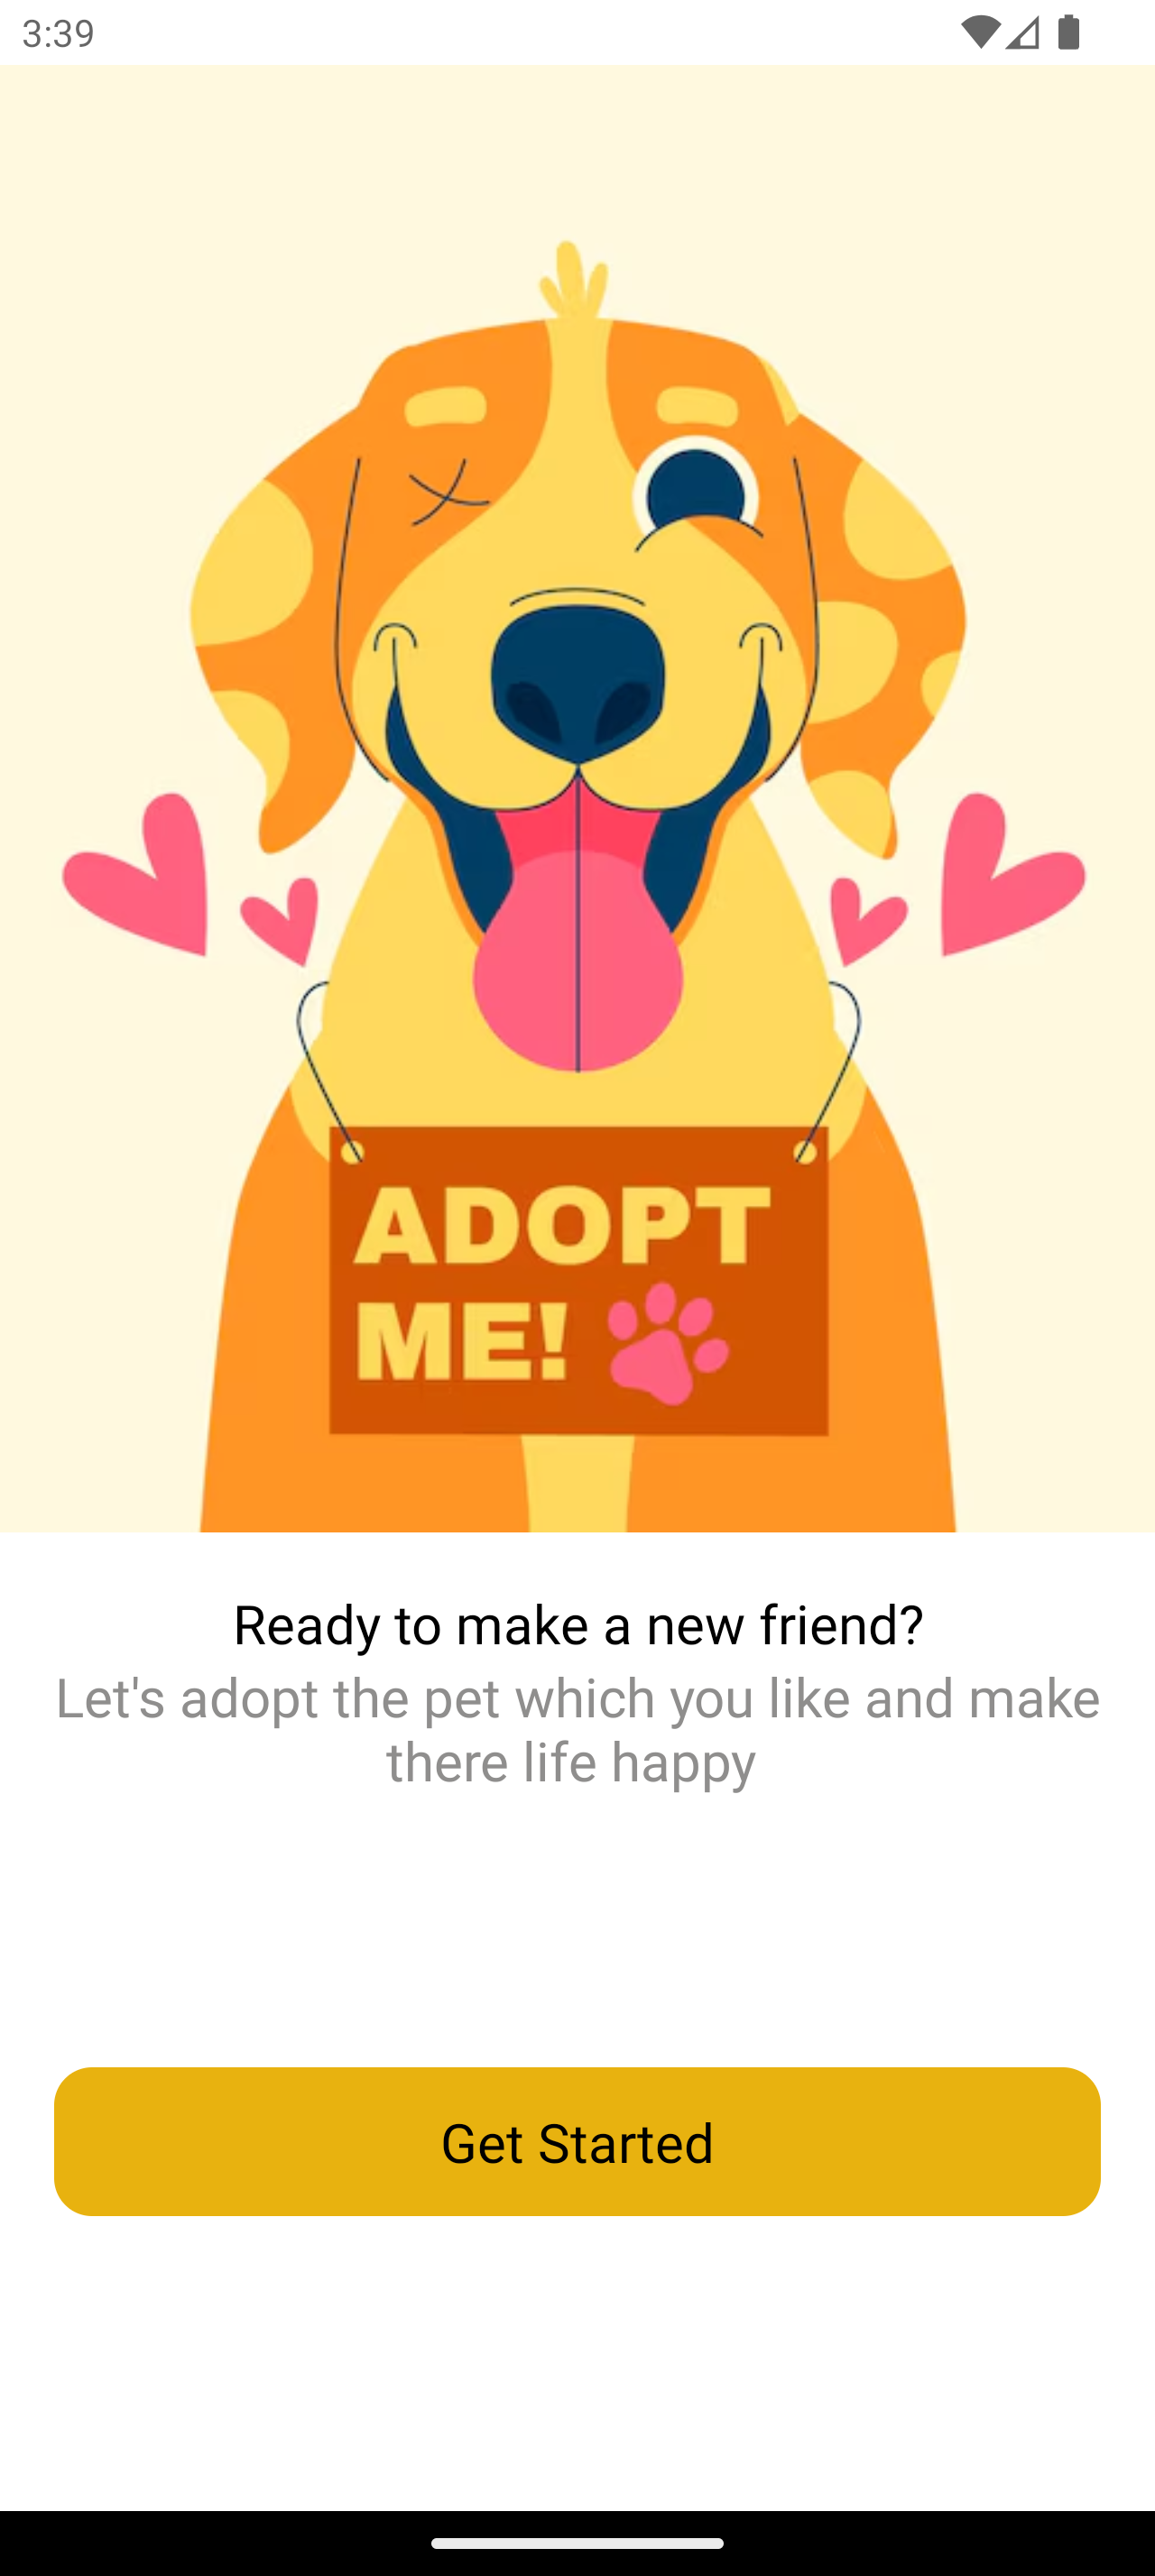 3:39
ADOPT
ME!
Ready to make a new friend?
Let's adopt the pet which you like and make
there life happy
Get Started